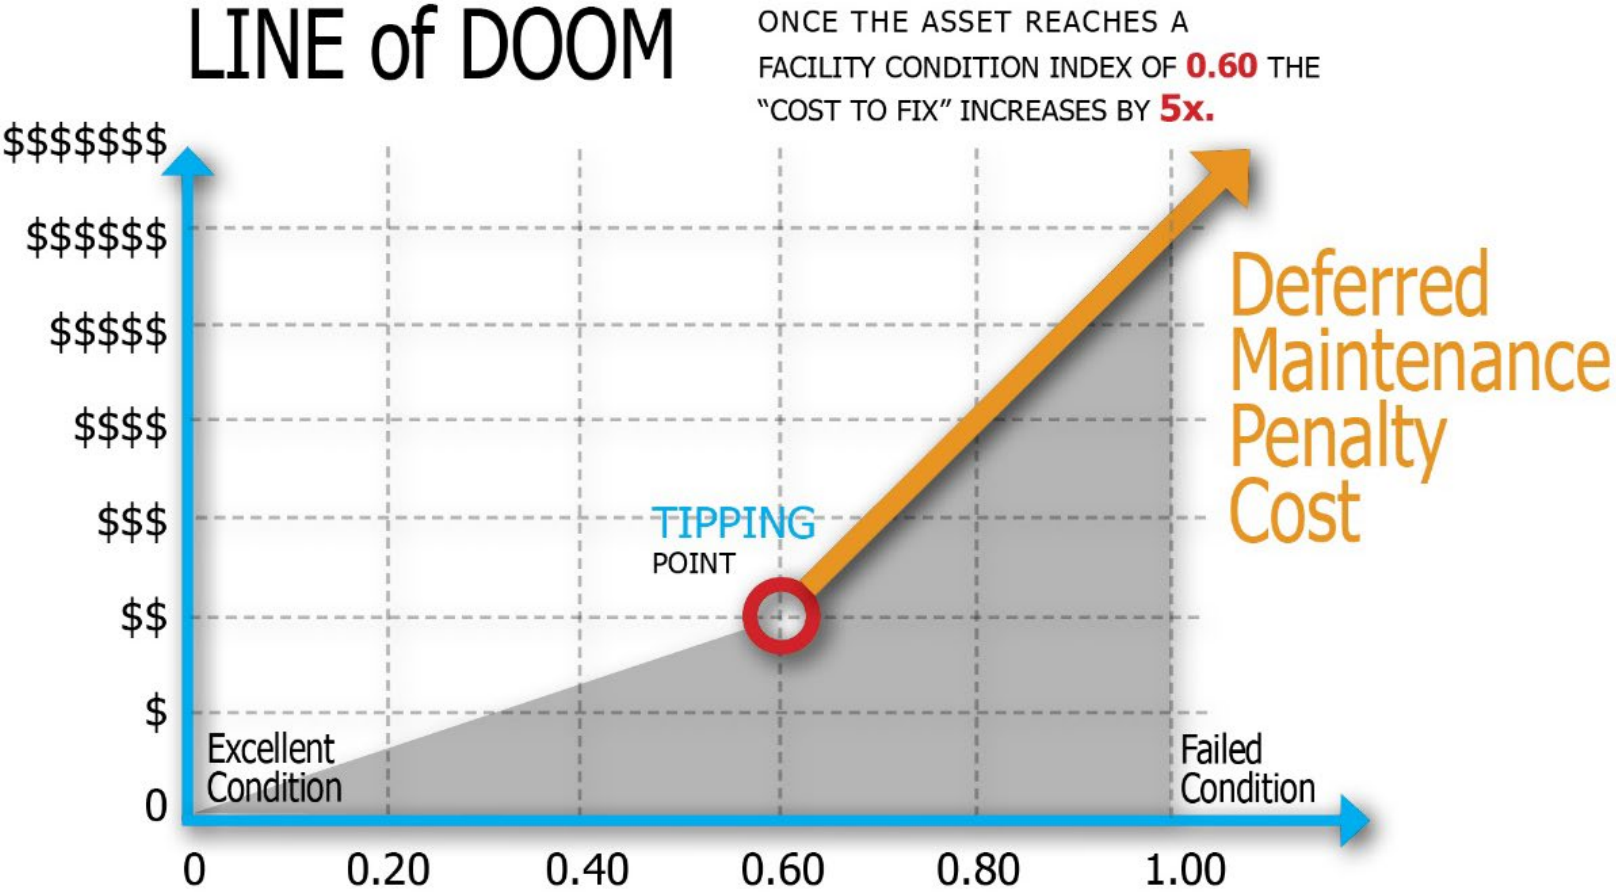 LINE of DOOM
ONCE THE ASSET REACHES A
FACILITY CONDITION INDEX OF 0.60 THE
“COST TO FIX” INCREASES BY 5x.
$$$$$$$
$$$$$$
$$$$$
$$$$
$$$
$$
$
0
TIPPING
POINT
Deferred
Maintenance
Penalty
Cost
Excellent
Condition
Failed
Condition
0 0.20 0.40 0.60 0.80 1.00